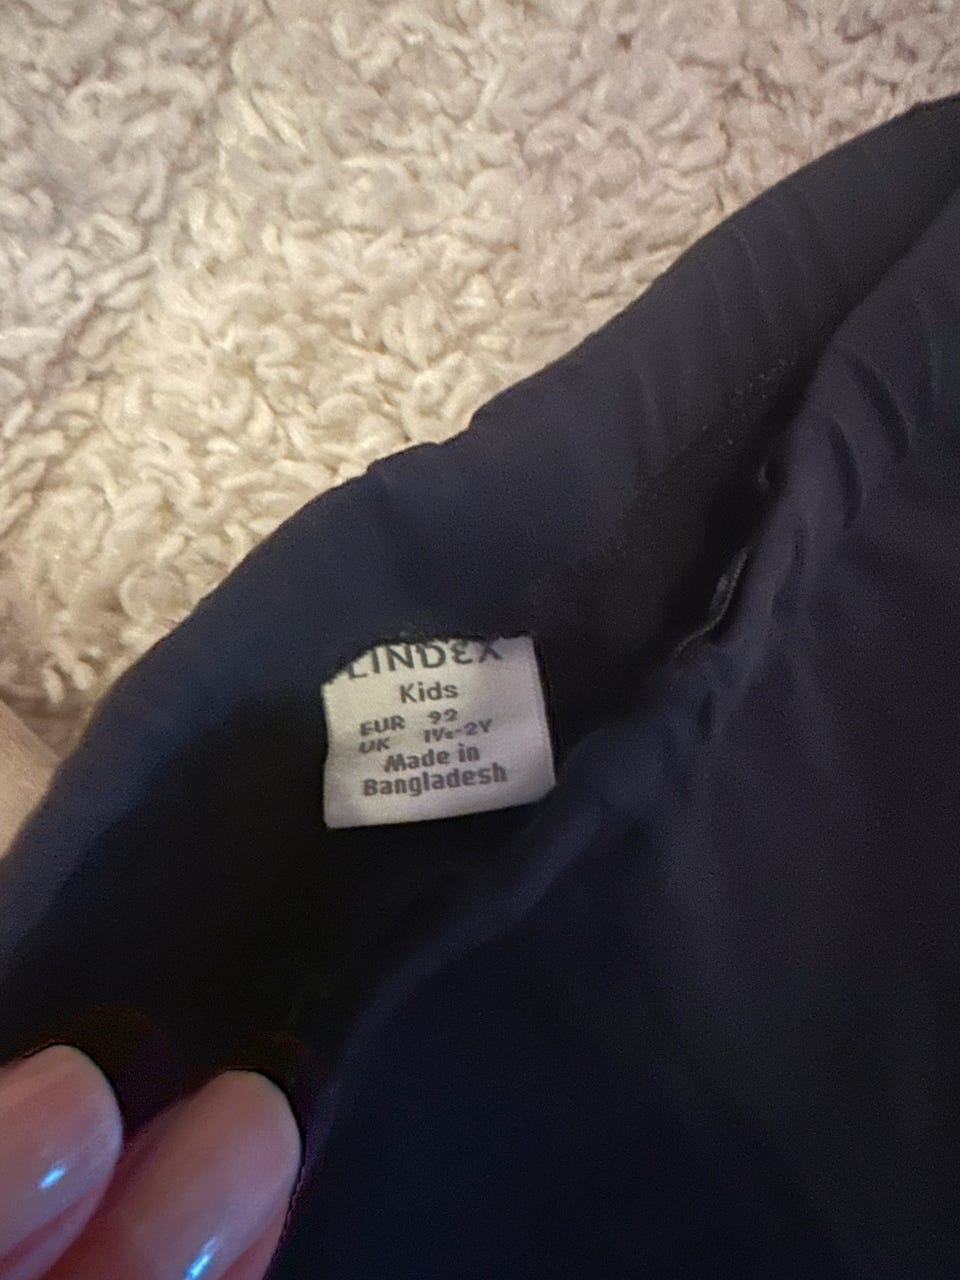 LINDEX
Kids
EUR 92
UK 1½-2Y
Made in
Bangladesh